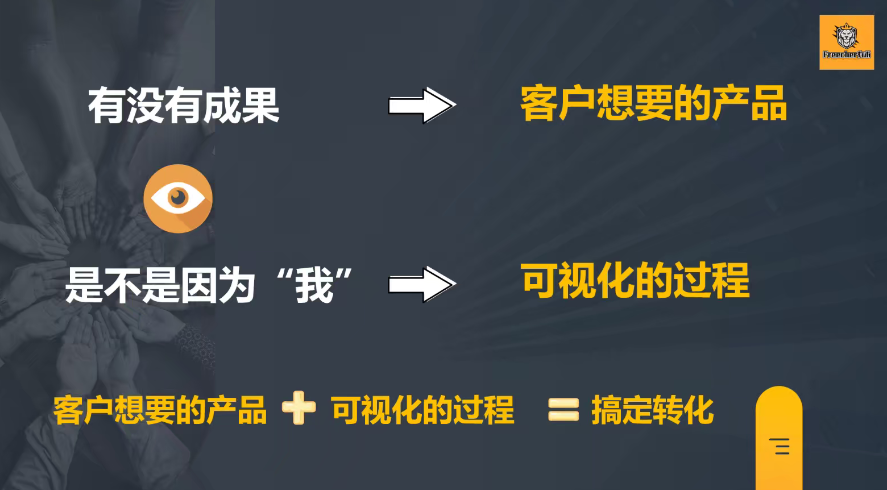 有没有成果
客户想要的产品
是不是因为“我”
可视化的过程
客户想要的产品 + 可视化的过程 = 搞定转化